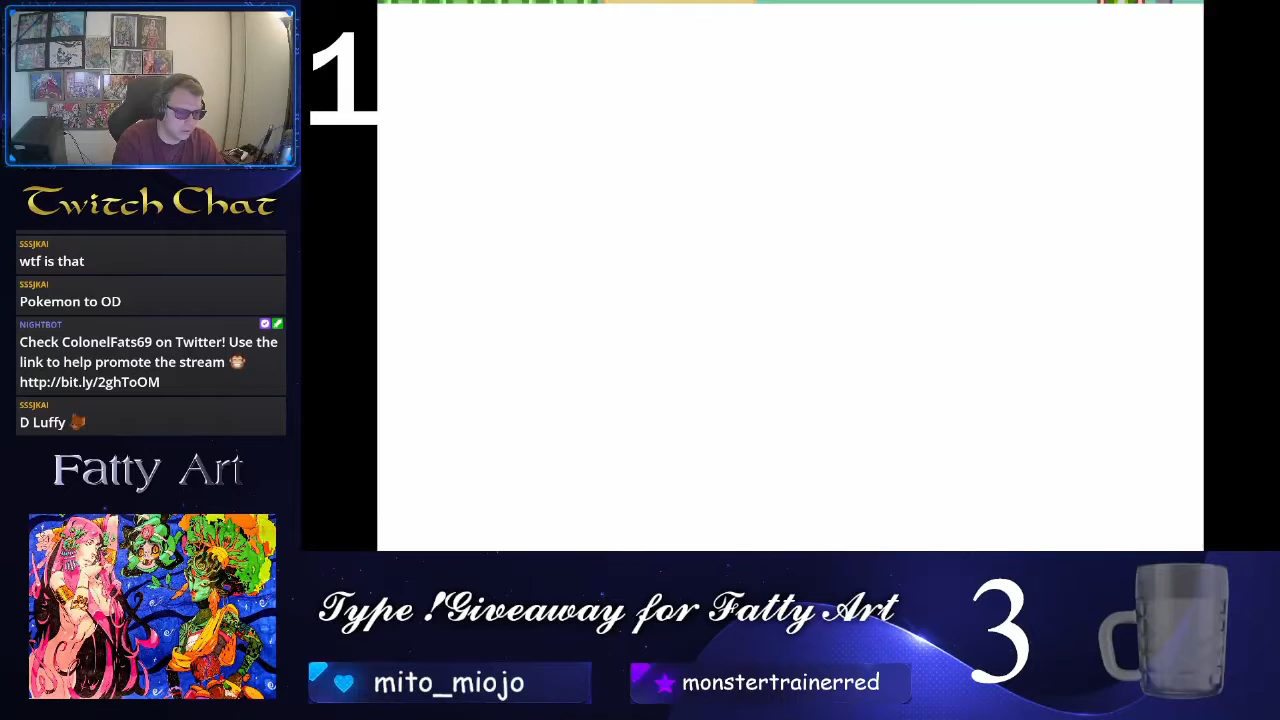 1
Twitch Chat
SSSJKAI
wtf is that
SSSJKAI
Pokemon to OD
NIGHTBOT
Check ColonelFats69 on Twitter! Use the
link to help promote the stream
http://bit.ly/2ghToOM
SSSJKAI
D Luffy
Fatty Art
Type !Giveaway for Fatty Art
3
mito_miojo
monstertrainerred